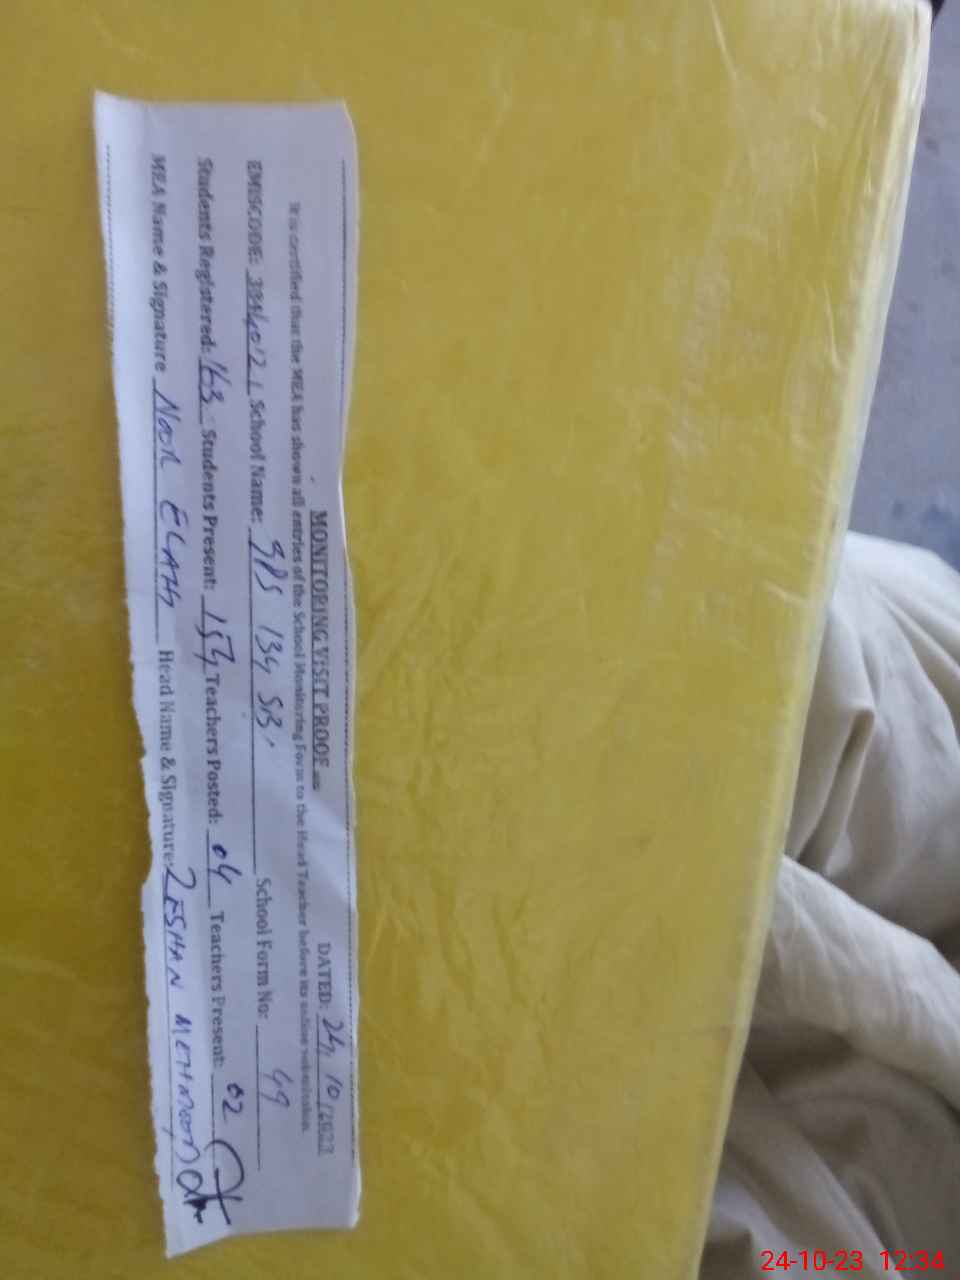 MONITORING VISIT PROOF DATED: 24, 10 /2023
It is certified that the MEA has shown all entries of the School Monitoring Form to the Head Teacher before its online submission.
EMISCODE: School Name: GPS 134 SB School Form No: 49
Students Registered: 163 Students Present: 154 Teachers Posted: 04 Teachers Present: 02
MEA Name & Signature NOOR ELAHI Head Name & Signature: ZESHAN MEHMOOD
24-10-23 12:34